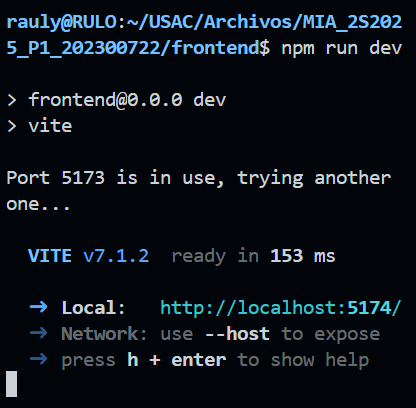 rauly@RULO:~/USAC/Archivos/MIA_2S202
5_P1_202300722/frontend$ npm run dev
> frontend@0.0.0 dev
> vite
Port 5173 is in use, trying another
one...
VITE v7.1.2  ready in 153 ms
➜ Local:   http://localhost:5174/
➜ Network: use --host to expose
➜ press h + enter to show help